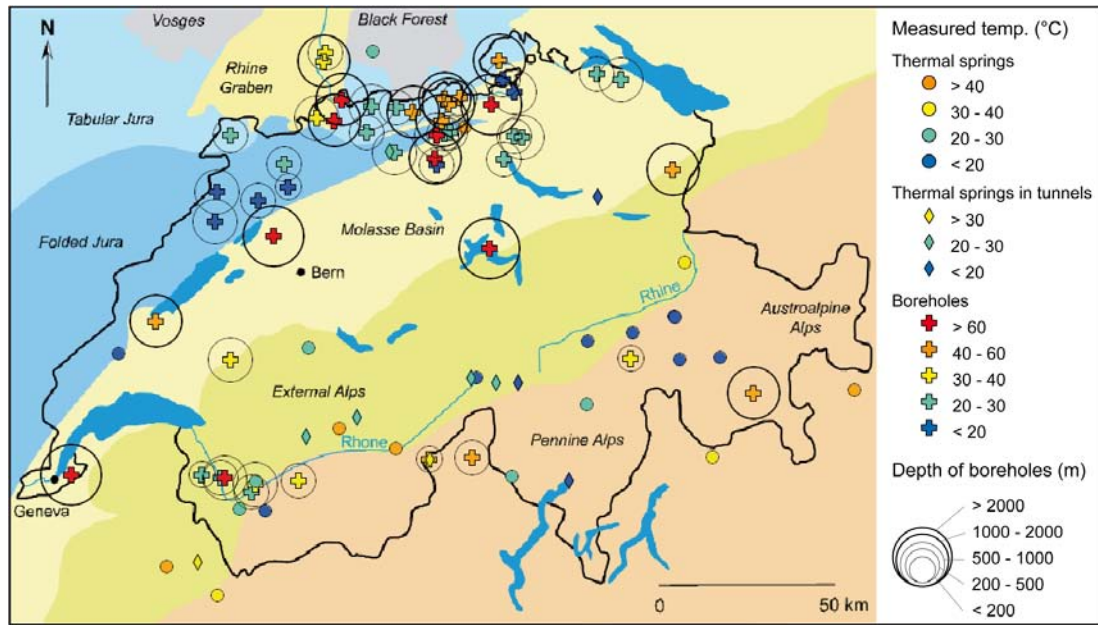 Vosges
Black Forest
N
Rhine
Graben
Tabular Jura
Molasse Basin
Folded Jura
Bern
Rhine
Austroalpine
Alps
External Alps
Rhone
Pennine Alps
Geneva
0 50 km
Measured temp. (°C)
Thermal springs
> 40
30 - 40
20 - 30
< 20
Thermal springs in tunnels
> 30
20 - 30
< 20
Boreholes
> 60
40 - 60
30 - 40
20 - 30
< 20
Depth of boreholes (m)
> 2000
1000 - 2000
500 - 1000
200 - 500
< 200